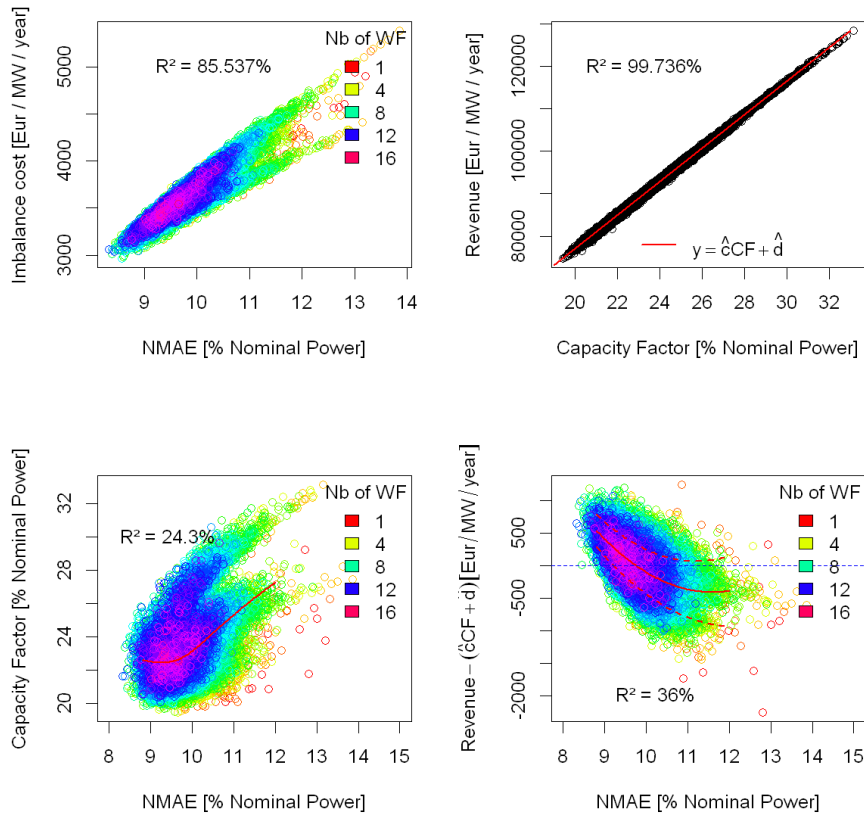 Imbalance cost [Eur / MW / year]
5000
4000
3000
R² = 85.537%
Nb of WF
1
4
8
12
16
9 10 11 12 13 14
NMAE [% Nominal Power]
Revenue [Eur / MW / year]
120000
100000
80000
R² = 99.736%
y = ĉCF + d̂
20 22 24 26 28 30 32
Capacity Factor [% Nominal Power]
Capacity Factor [% Nominal Power]
32
28
24
20
R² = 24.3%
Nb of WF
1
4
8
12
16
8 9 10 11 12 13 14 15
NMAE [% Nominal Power]
Revenue − (ĉCF + d̂) [Eur / MW / year]
500
-500
-2000
Nb of WF
1
4
8
12
16
R² = 36%
8 9 10 11 12 13 14 15
NMAE [% Nominal Power]